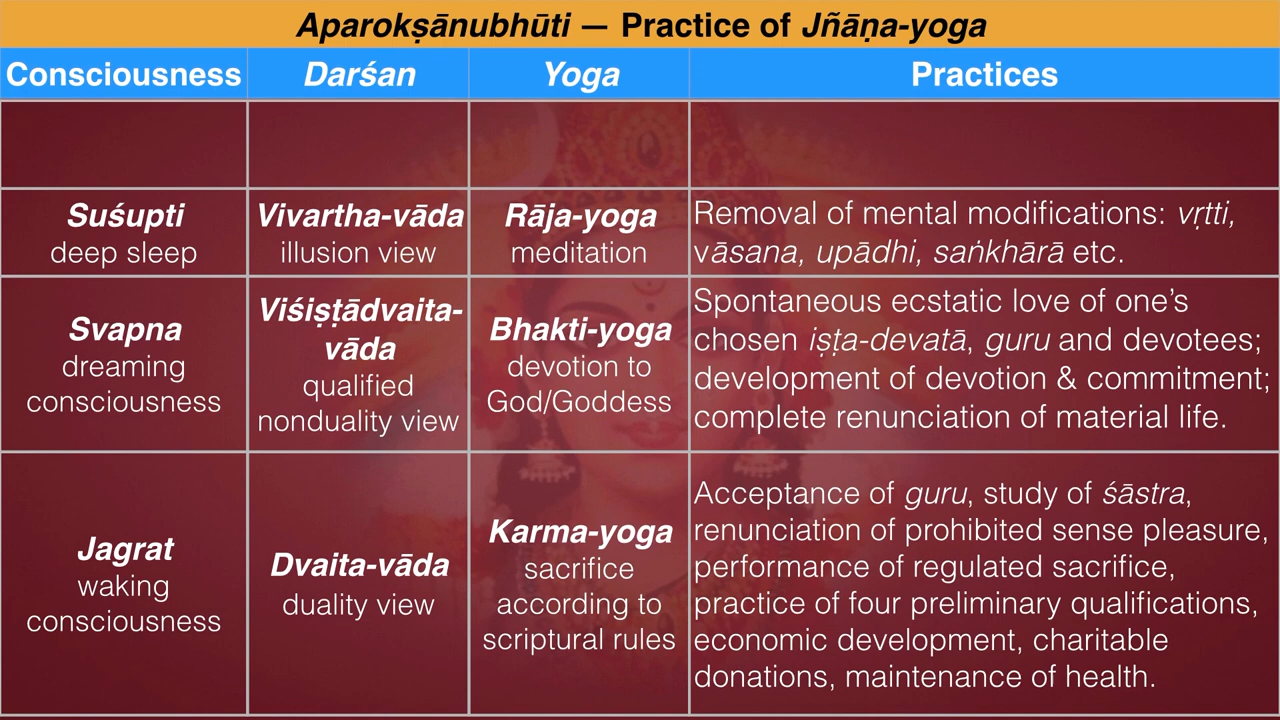 Aparokṣānubhūti — Practice of Jñāṇa-yoga
Consciousness Darśan Yoga Practices
Suśupti
deep sleep
Vivartha-vāda
illusion view
Rāja-yoga
meditation
Removal of mental modifications: vṛtti,
vāsana, upādhi, saṅkhārā etc.
Svapna
dreaming
consciousness
Viśiṣṭādvaita-
vāda
qualified
nonduality view
Bhakti-yoga
devotion to
God/Goddess
Spontaneous ecstatic love of one’s
chosen iṣṭa-devatā, guru and devotees;
development of devotion & commitment;
complete renunciation of material life.
Jagrat
waking
consciousness
Dvaita-vāda
duality view
Karma-yoga
sacrifice
according to
scriptural rules
Acceptance of guru, study of śāstra,
renunciation of prohibited sense pleasure,
performance of regulated sacrifice,
practice of four preliminary qualifications,
economic development, charitable
donations, maintenance of health.